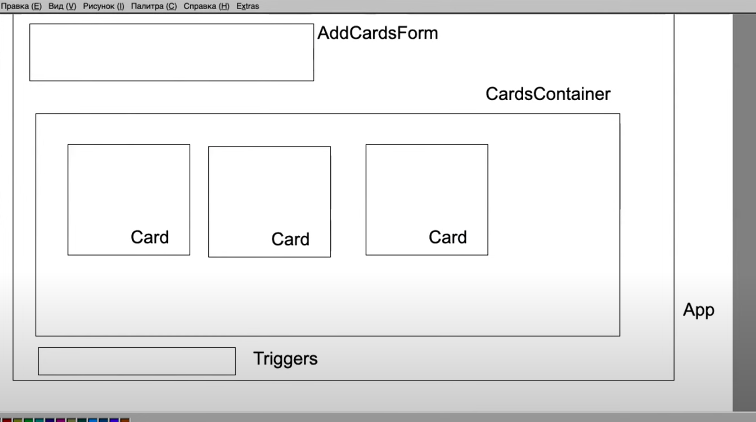 Правка (E) Вид (V) Рисунок (I) Палитра (C) Справка (H) Extras
AddCardsForm
CardsContainer
Card Card Card
App
Triggers